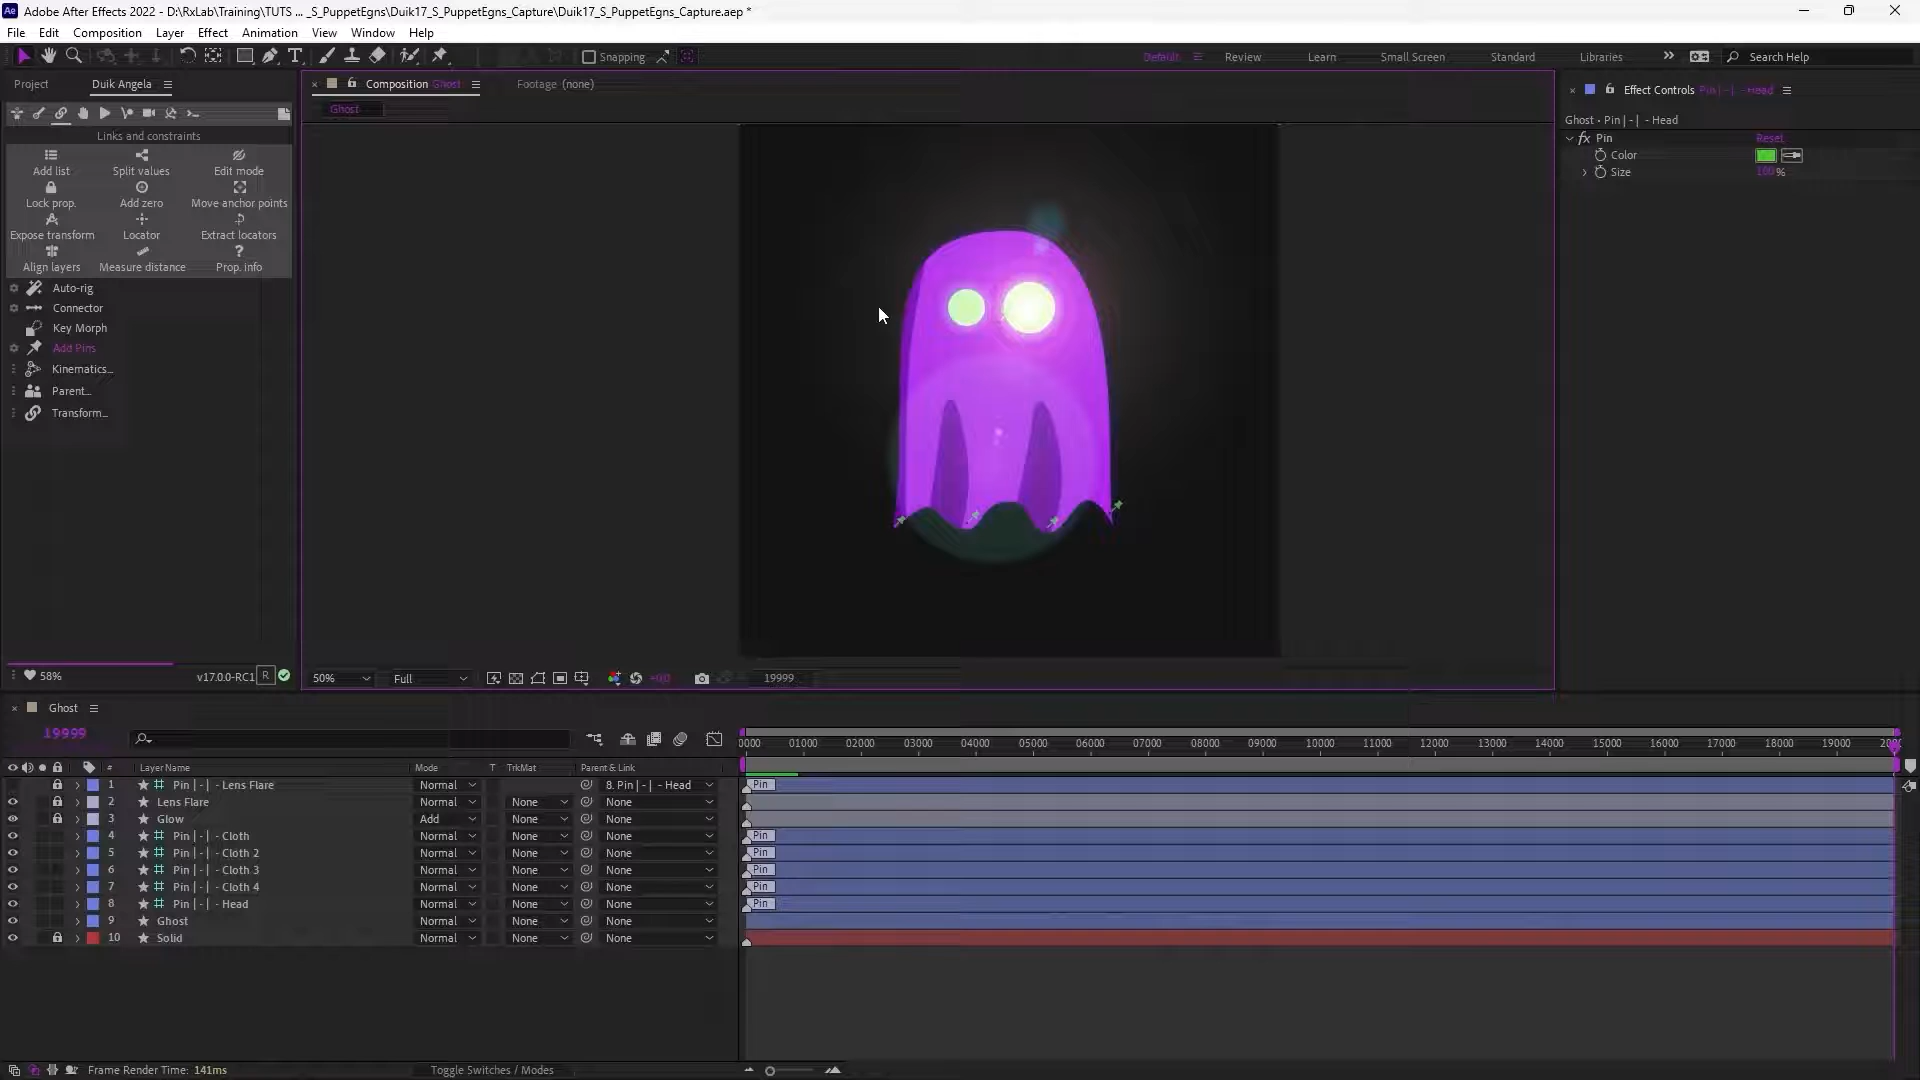 Ae Adobe After Effects 2022 - D:\RxLab\Training\TUTS ... _S_PuppetEgns\Duik17_S_PuppetEgns_Capture\Duik17_S_PuppetEgns_Capture.aep *
File Edit Composition Layer Effect Animation View Window Help
Snapping Default Review Learn Small Screen Standard Libraries Search Help
Project Duik Angela
Composition Ghost Footage (none)
Effect Controls Pin | - | - Head
Ghost
Links and constraints
Ghost • Pin | - | - Head
fx Pin Reset
Color
Size 100 %
Add list Split values Edit mode
Lock prop. Add zero Move anchor points
Expose transform Locator Extract locators
Align layers Measure distance Prop. info
Auto-rig
Connector
Key Morph
Add Pins
Kinematics...
Parent...
Transform...
58% v17.0.0-RC1 R
50% Full +0,0 19999
Ghost
19999
0000 01000 02000 03000 04000 05000 06000 07000 08000 09000 10000 11000 12000 13000 14000 15000 16000 17000 18000 19000
# Layer Name Mode T TrkMat Parent & Link
1 Pin | - | - Lens Flare Normal 8. Pin | - | - Head Pin
2 Lens Flare Normal None None
3 Glow Add None None
4 Pin | - | - Cloth Normal None None Pin
5 Pin | - | - Cloth 2 Normal None None Pin
6 Pin | - | - Cloth 3 Normal None None Pin
7 Pin | - | - Cloth 4 Normal None None Pin
8 Pin | - | - Head Normal None None Pin
9 Ghost Normal None None
10 Solid Normal None None
Frame Render Time: 141ms Toggle Switches / Modes